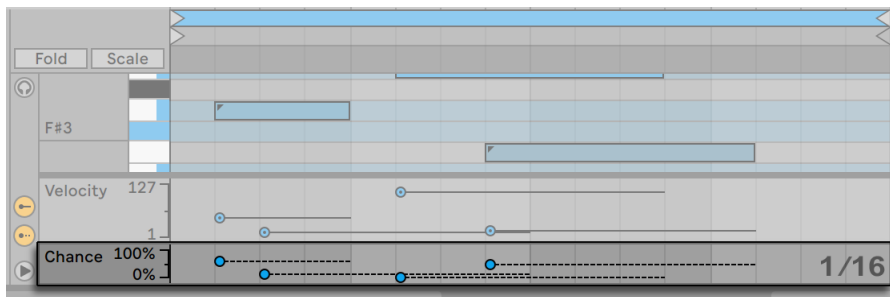 Fold Scale
F♯3
Velocity 127
1
Chance 100%
0%
1/16